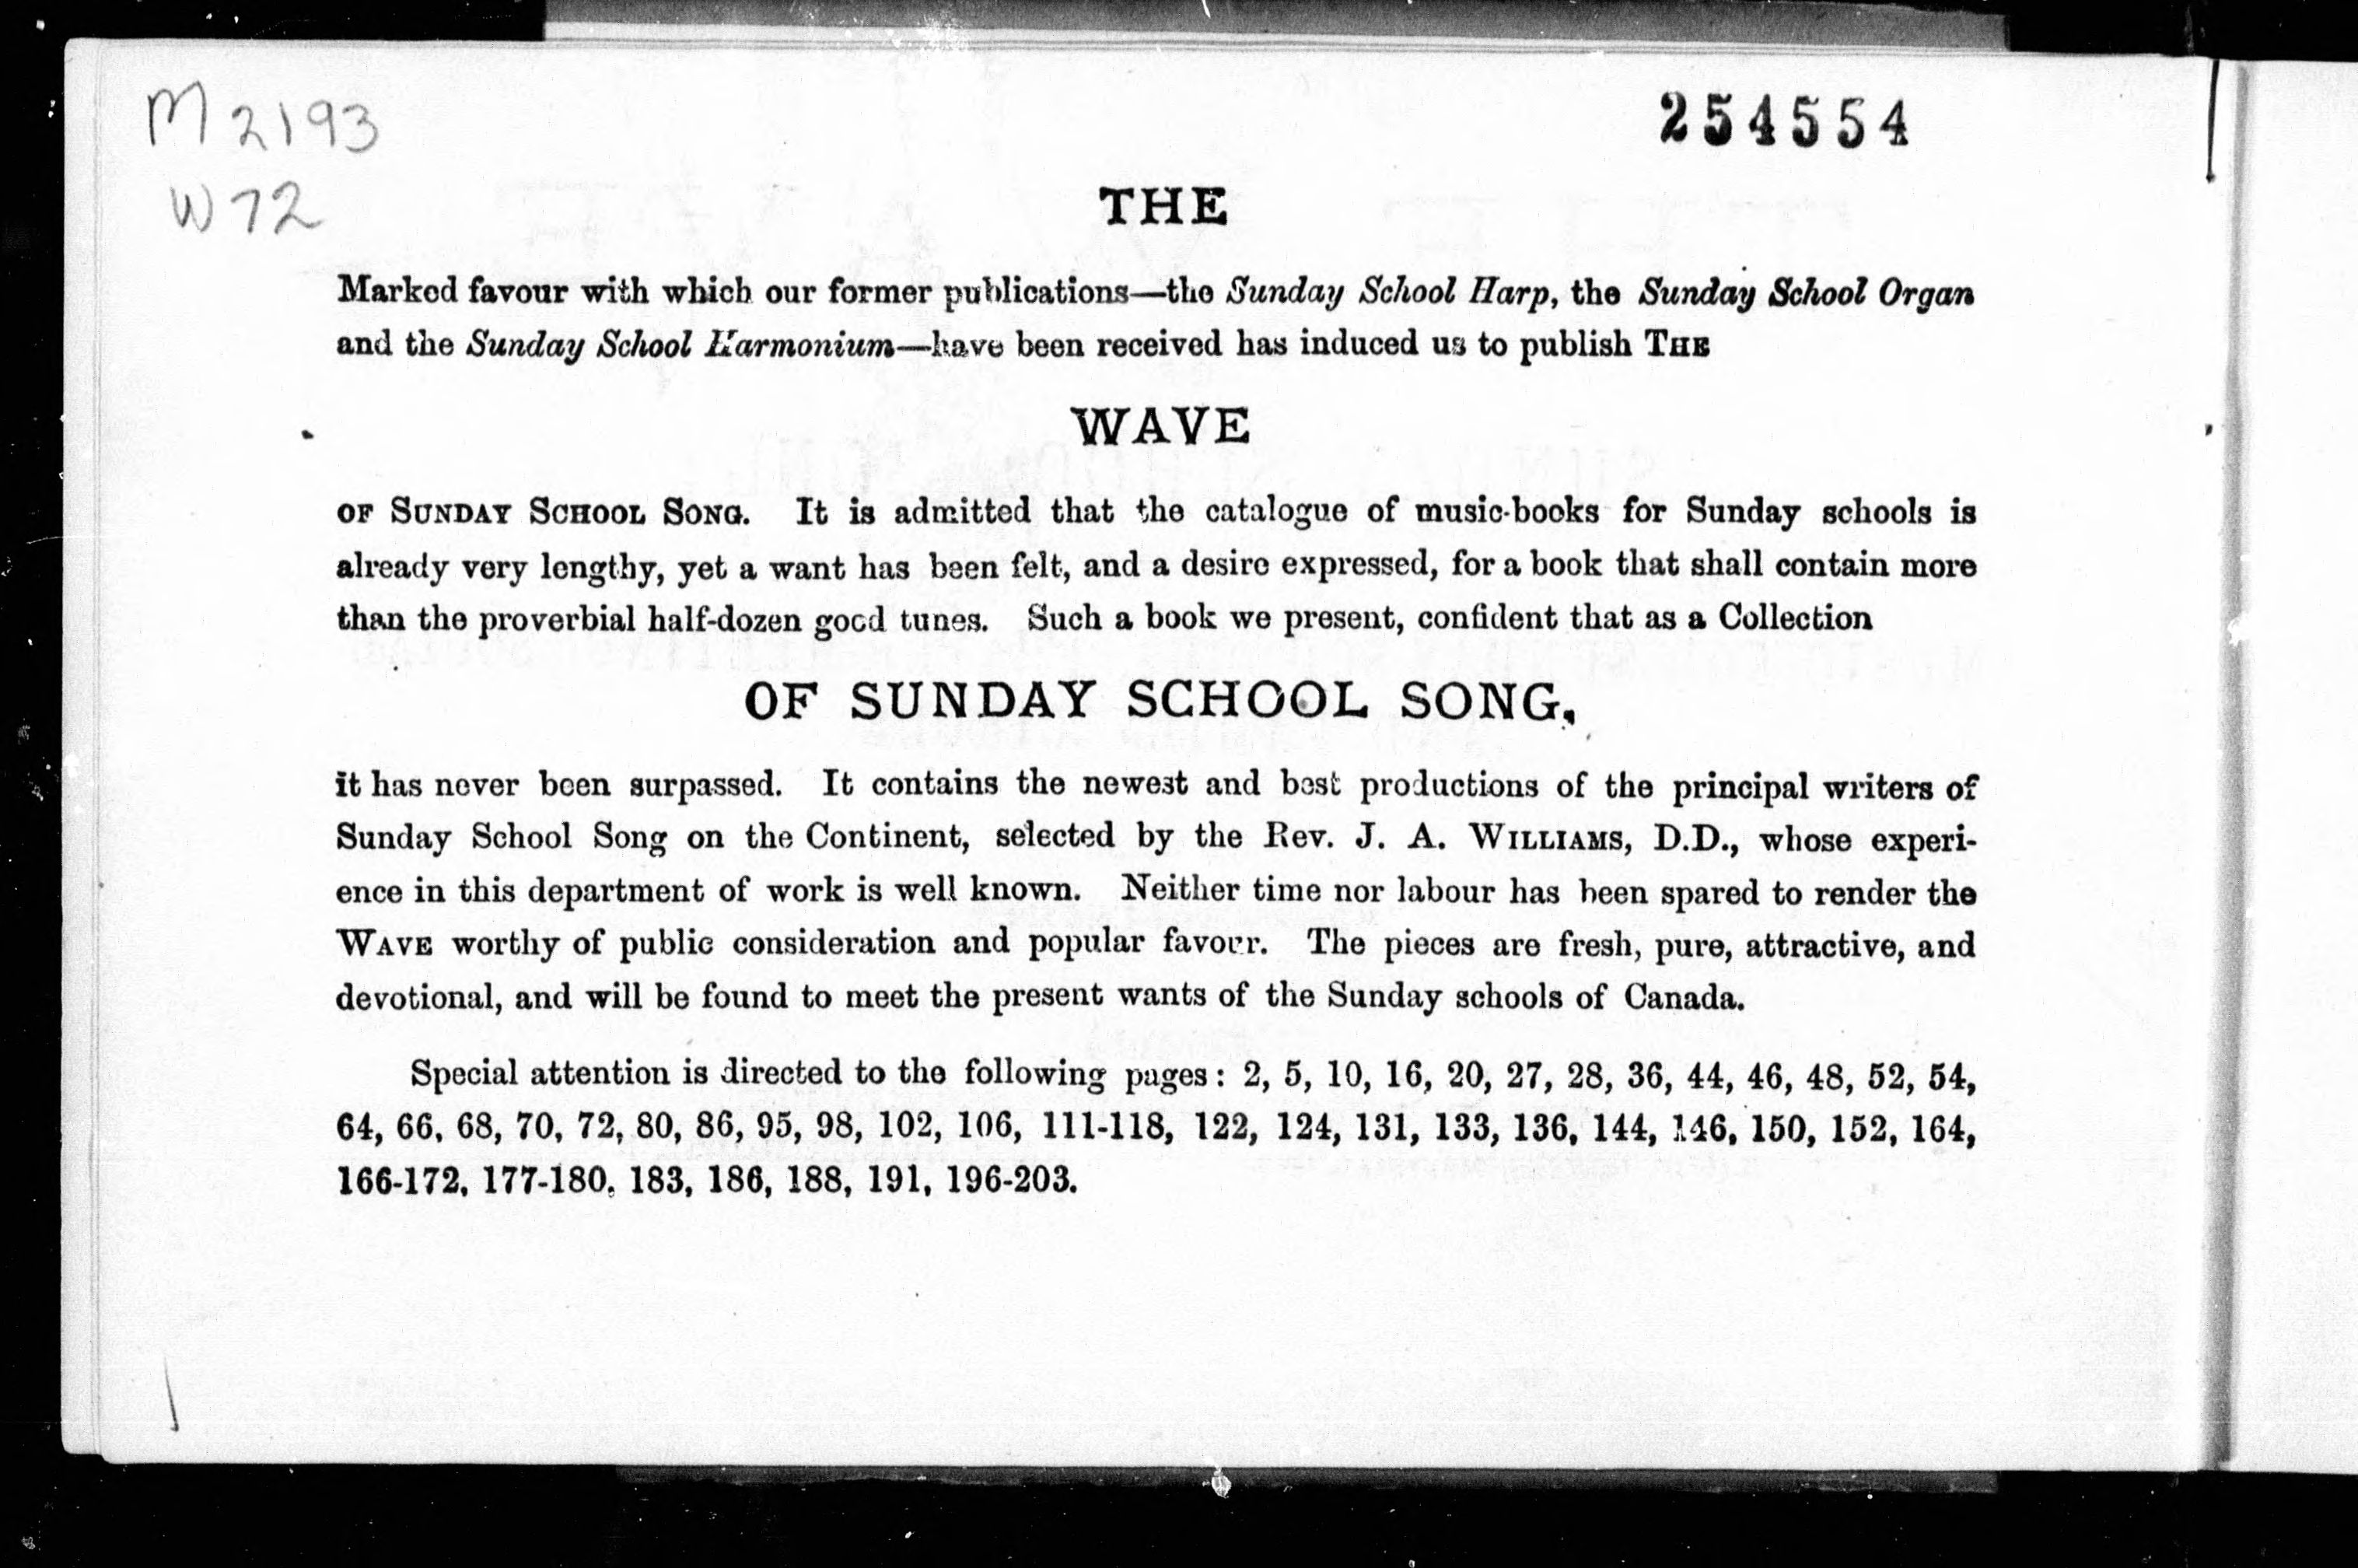 M2193
W72
254554
THE
Marked favour with which our former publications—the Sunday School Harp, the Sunday School Organ
and the Sunday School Harmonium—have been received has induced us to publish THE
WAVE
OF SUNDAY SCHOOL SONG. It is admitted that the catalogue of music-books for Sunday schools is
already very lengthy, yet a want has been felt, and a desire expressed, for a book that shall contain more
than the proverbial half-dozen good tunes. Such a book we present, confident that as a Collection
OF SUNDAY SCHOOL SONG,
it has never been surpassed. It contains the newest and best productions of the principal writers of
Sunday School Song on the Continent, selected by the Rev. J. A. WILLIAMS, D.D., whose experi-
ence in this department of work is well known. Neither time nor labour has been spared to render the
WAVE worthy of public consideration and popular favour. The pieces are fresh, pure, attractive, and
devotional, and will be found to meet the present wants of the Sunday schools of Canada.
Special attention is directed to the following pages: 2, 5, 10, 16, 20, 27, 28, 36, 44, 46, 48, 52, 54,
64, 66, 68, 70, 72, 80, 86, 95, 98, 102, 106, 111-118, 122, 124, 131, 133, 136, 144, 146, 150, 152, 164,
166-172, 177-180, 183, 186, 188, 191, 196-203.